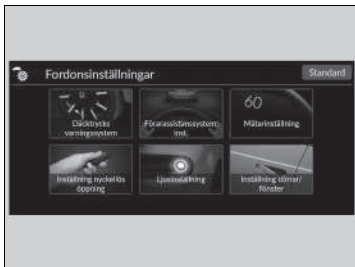 Fordonsinställningar
Standard
Däcktrycks
varningssystem
Förarassistanssystem,
inst.
60
Mätarinställning
Inställning nyckellös
öppning
Ljusinställning
Inställning dörrar/
fönster